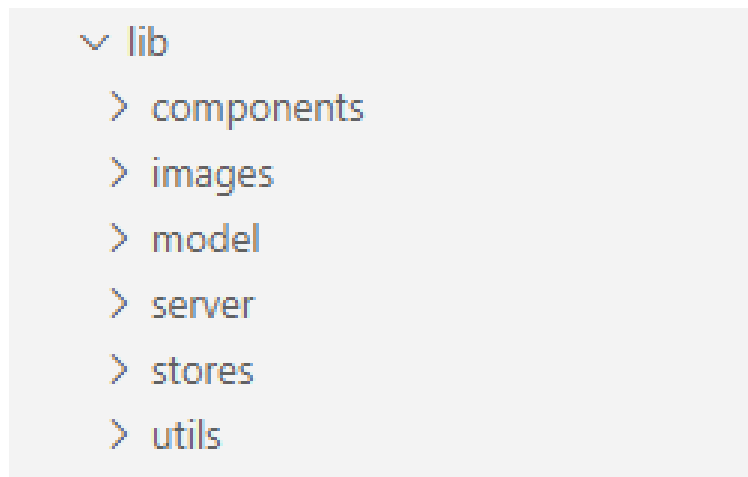 lib
components
images
model
server
stores
utils